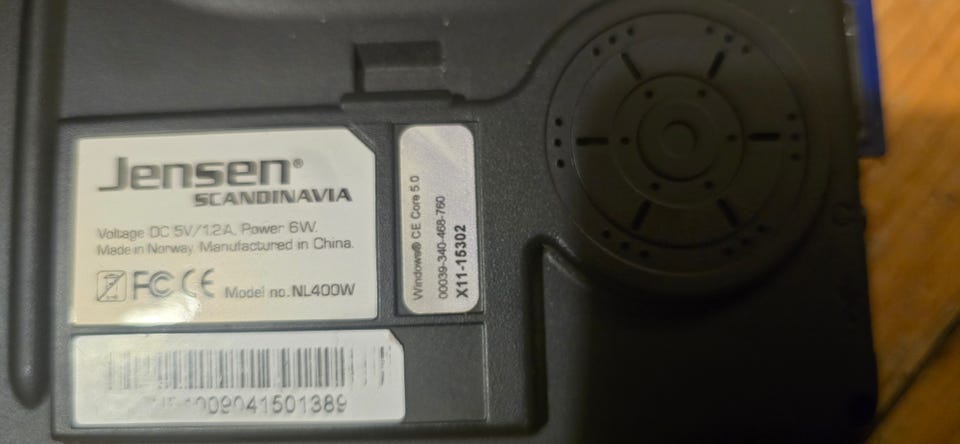 Jensen®
SCANDINAVIA
Voltage DC 5V/1.2A, Power 6W.
Made in Norway. Manufactured in China.
FC CE
Model no. NL400W
Windows® CE Core 5.0
00039-340-468-760
X11-15302